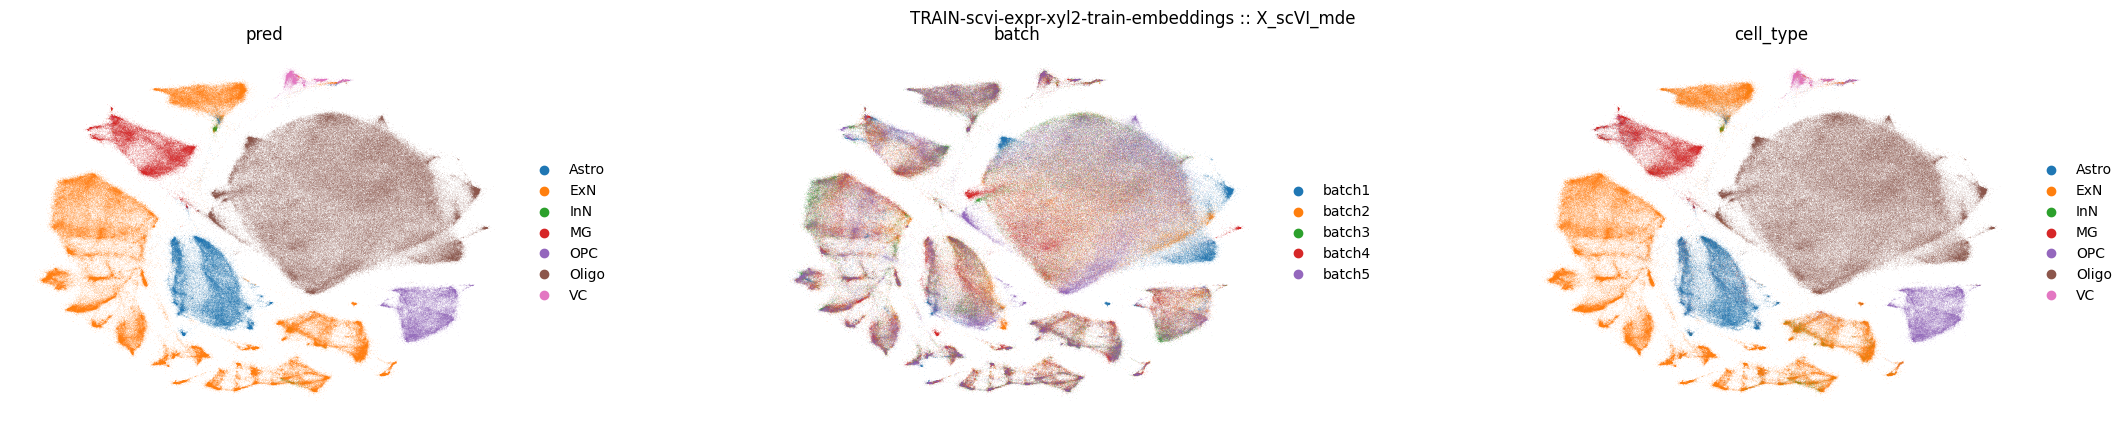 TRAIN-scvi-expr-xyl2-train-embeddings :: X_scVI_mde
pred
batch
cell_type
Astro
ExN
InN
MG
OPC
Oligo
VC
batch1
batch2
batch3
batch4
batch5
Astro
ExN
InN
MG
OPC
Oligo
VC